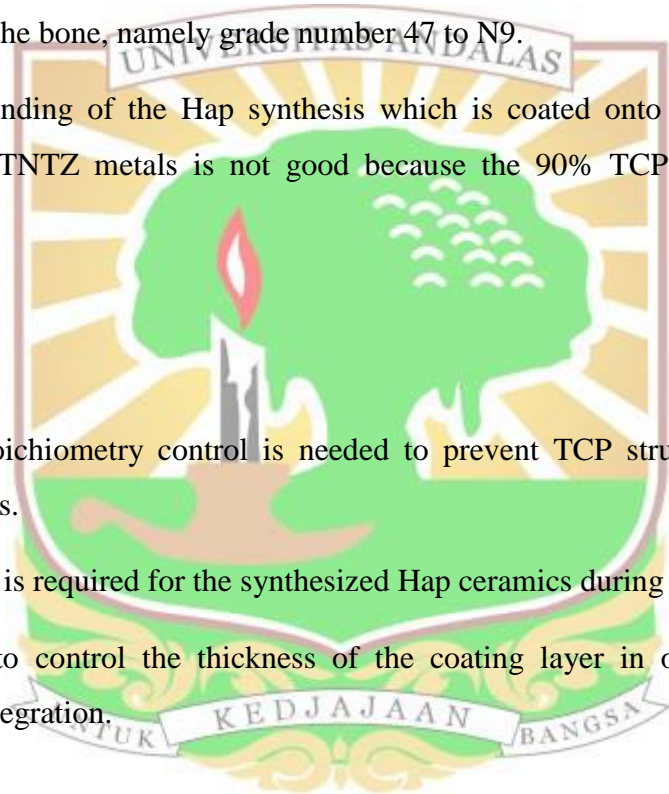 he bone, namely grade number 47 to N9.
UNIVERSITAS ANDALAS
nding of the Hap synthesis which is coated onto
TNTZ metals is not good because the 90% TCP
oichiometry control is needed to prevent TCP stru
s.
is required for the synthesized Hap ceramics during
to control the thickness of the coating layer in o
egration.
UNTUK KEDJAJAAN BANGSA